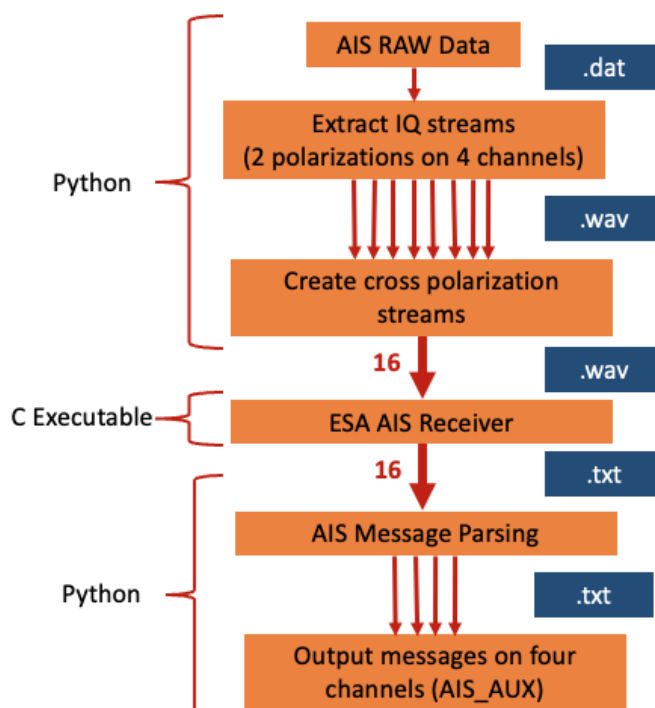 AIS RAW Data
.dat
Extract IQ streams
(2 polarizations on 4 channels)
Python
.wav
Create cross polarization
streams
16
.wav
C Executable
ESA AIS Receiver
16
.txt
AIS Message Parsing
Python
.txt
Output messages on four
channels (AIS_AUX)